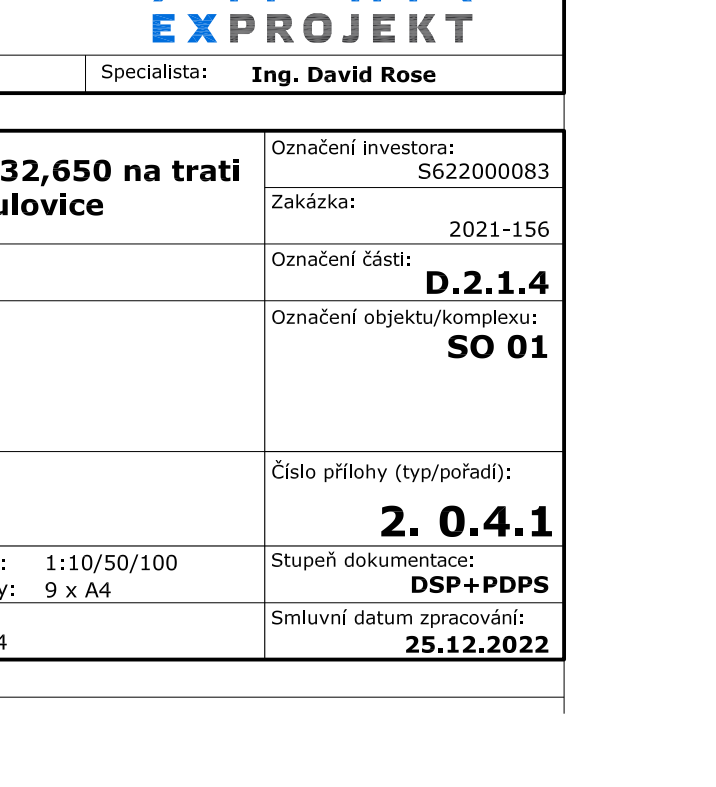 EXPROJEKT
Specialista: Ing. David Rose
32,650 na trati
Označení investora:
S622000083
Zakázka:
2021-156
Označení části:
D.2.1.4
Označení objektu/komplexu:
SO 01
Číslo přílohy (typ/pořadí):
2. 0.4.1
1:10/50/100
9 x A4
Stupeň dokumentace:
DSP+PDPS
Smluvní datum zpracování:
25.12.2022